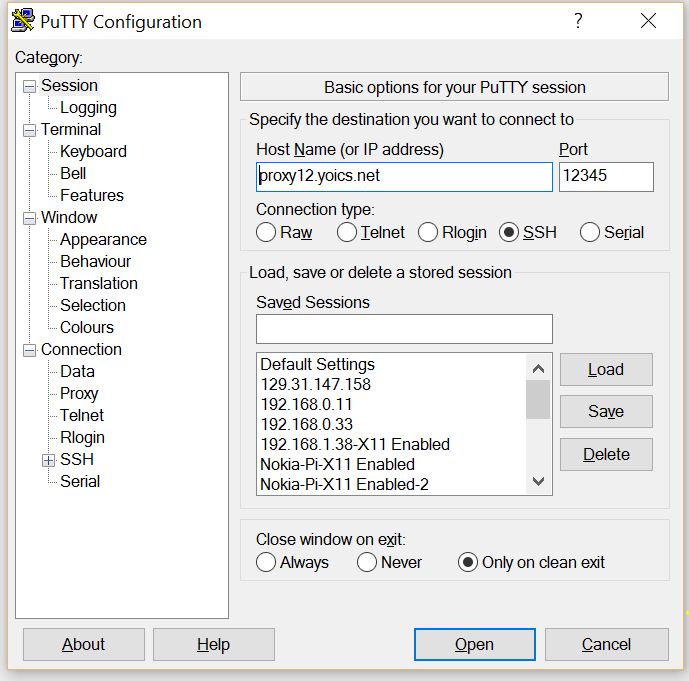 PuTTY Configuration
?
Category:
Session
Logging
Terminal
Keyboard
Bell
Features
Window
Appearance
Behaviour
Translation
Selection
Colours
Connection
Data
Proxy
Telnet
Rlogin
SSH
Serial
Basic options for your PuTTY session
Specify the destination you want to connect to
Host Name (or IP address) Port
proxy12.yoics.net 12345
Connection type:
Raw Telnet Rlogin SSH Serial
Load, save or delete a stored session
Saved Sessions
Default Settings
129.31.147.158
192.168.0.11
192.168.0.33
192.168.1.38-X11 Enabled
Nokia-Pi-X11 Enabled
Nokia-Pi-X11 Enabled-2
Load
Save
Delete
Close window on exit:
Always Never Only on clean exit
About Help Open Cancel